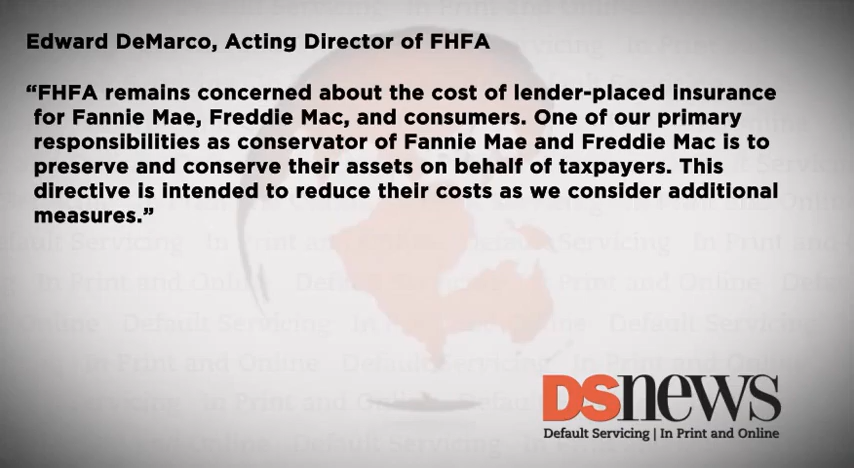 Edward DeMarco, Acting Director of FHFA
“FHFA remains concerned about the cost of lender-placed insurance
for Fannie Mae, Freddie Mac, and consumers. One of our primary
responsibilities as conservator of Fannie Mae and Freddie Mac is to
preserve and conserve their assets on behalf of taxpayers. This
directive is intended to reduce their costs as we consider additional
measures.”
DSnews
Default Servicing | In Print and Online